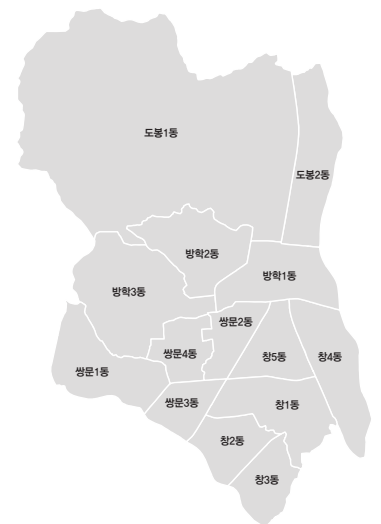 도봉1동
도봉2동
방학2동
방학1동
방학3동
쌍문2동
쌍문4동
창5동
창4동
쌍문1동
쌍문3동
창1동
창2동
창3동